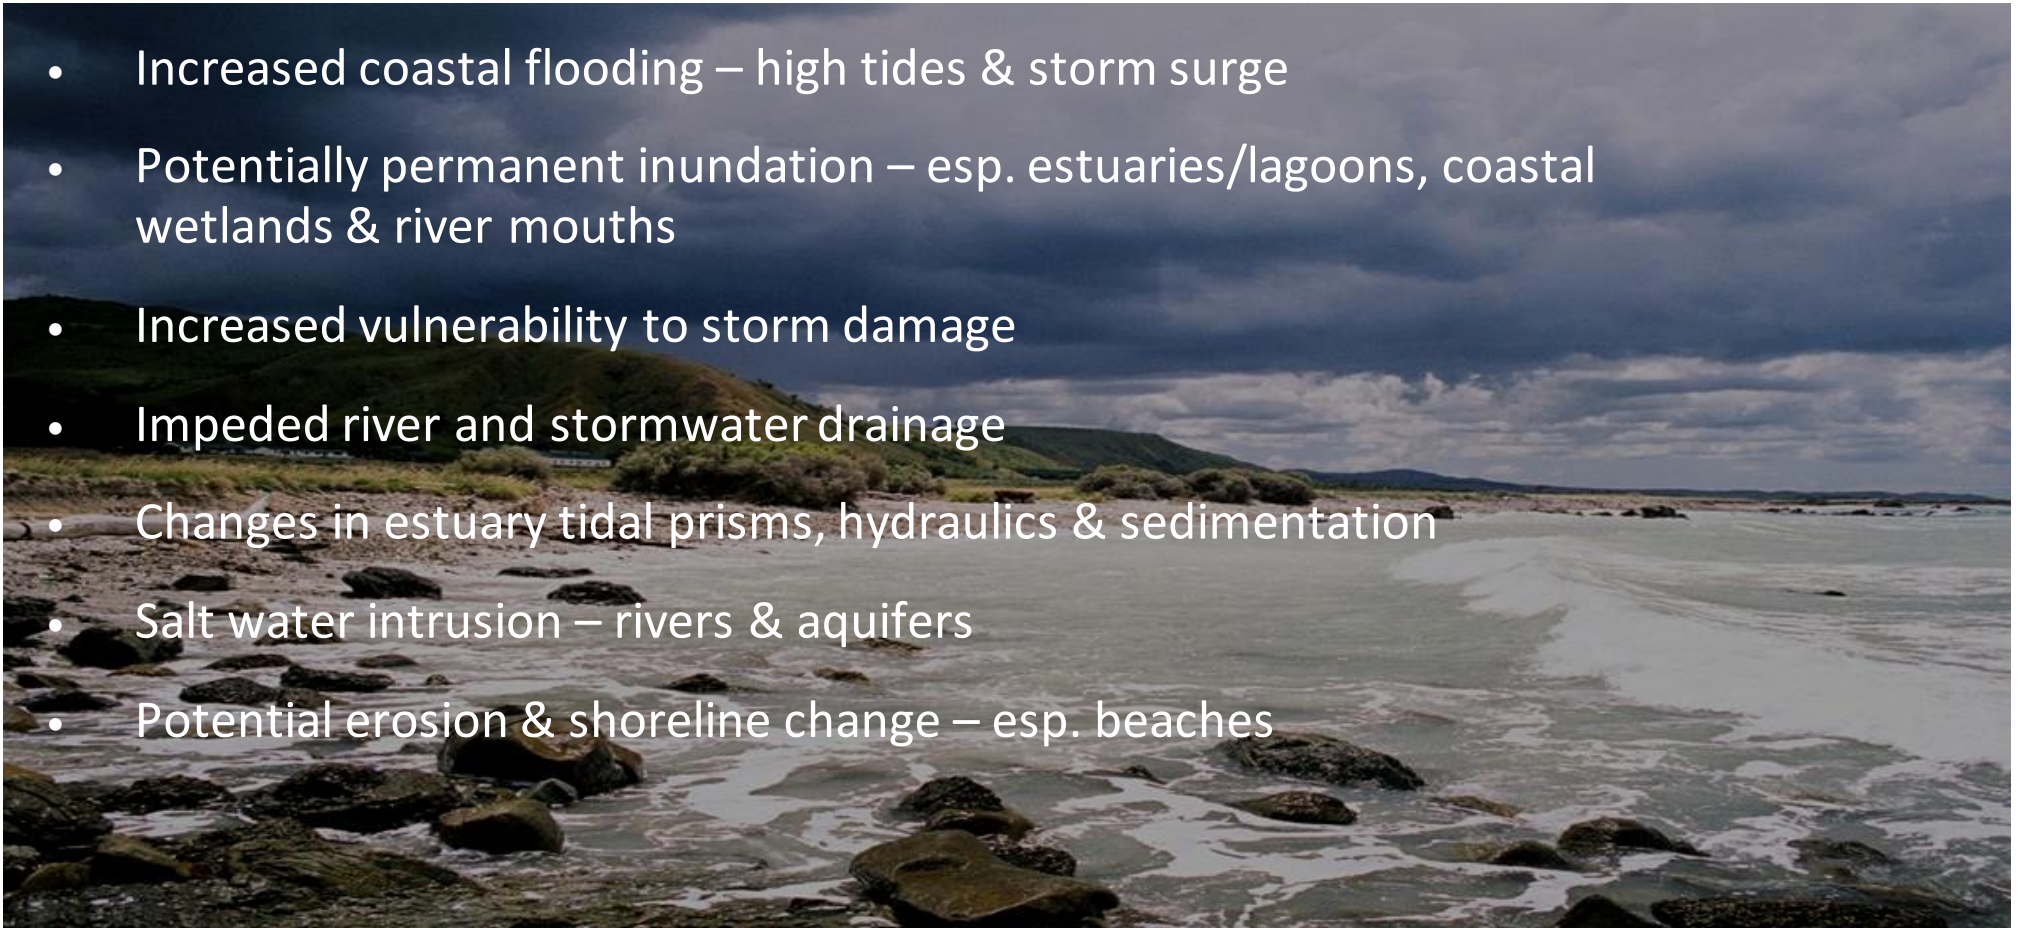 • Increased coastal flooding – high tides & storm surge
• Potentially permanent inundation – esp. estuaries/lagoons, coastal
wetlands & river mouths
• Increased vulnerability to storm damage
• Impeded river and stormwater drainage
• Changes in estuary tidal prisms, hydraulics & sedimentation
• Salt water intrusion – rivers & aquifers
• Potential erosion & shoreline change – esp. beaches